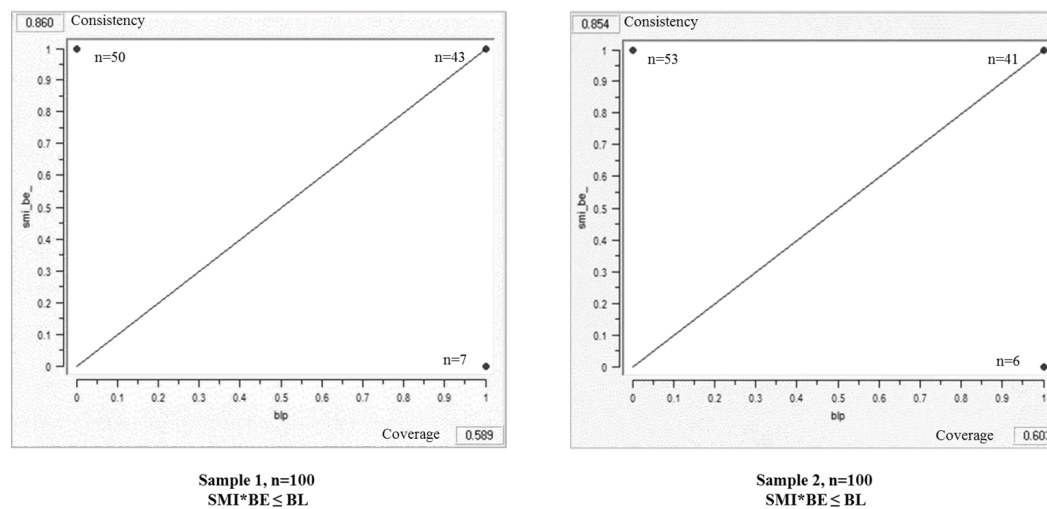 0.860 Consistency
1
n=50
n=43
0.9
0.8
0.7
0.6
smi_be_
0.5
0.4
0.3
0.2
0.1
n=7
0
0 0.1 0.2 0.3 0.4 0.5 0.6 0.7 0.8 0.9 1
blp
Coverage 0.589
Sample 1, n=100
SMI*BE ≤ BL
0.854 Consistency
1
n=53
n=41
0.9
0.8
0.7
0.6
smi_be_
0.5
0.4
0.3
0.2
0.1
n=6
0
0 0.1 0.2 0.3 0.4 0.5 0.6 0.7 0.8 0.9 1
blp
Coverage
Sample 2, n=100
SMI*BE ≤ BL